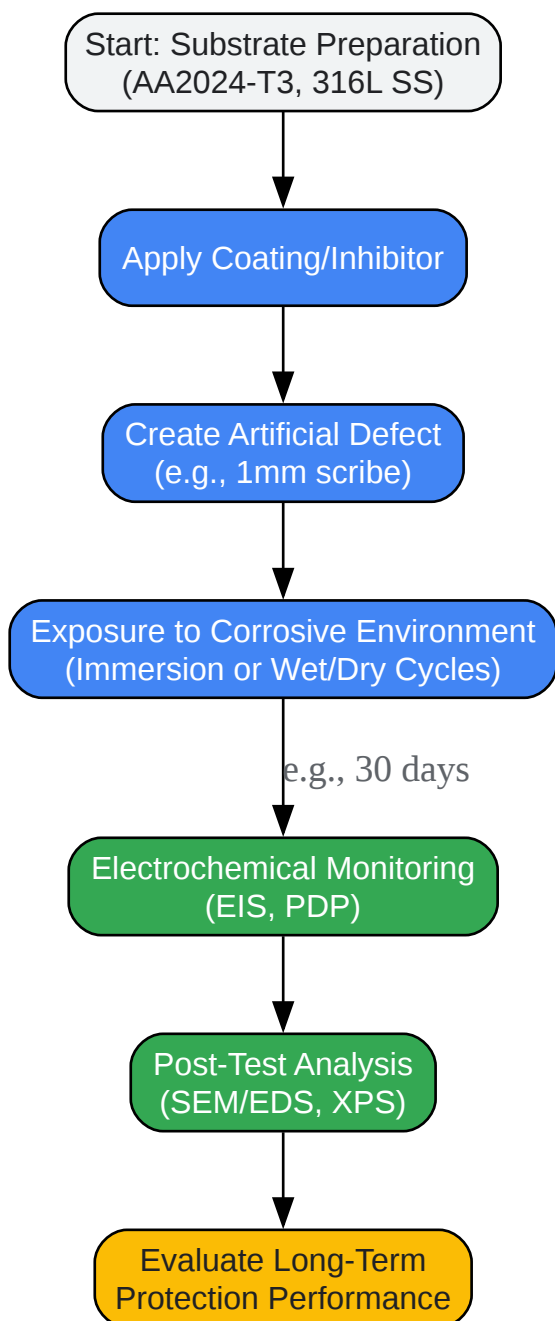 Start: Substrate Preparation
(AA2024-T3, 316L SS)
Apply Coating/Inhibitor
Create Artificial Defect
(e.g., 1mm scribe)
Exposure to Corrosive Environment
(Immersion or Wet/Dry Cycles)
e.g., 30 days
Electrochemical Monitoring
(EIS, PDP)
Post-Test Analysis
(SEM/EDS, XPS)
Evaluate Long-Term
Protection Performance